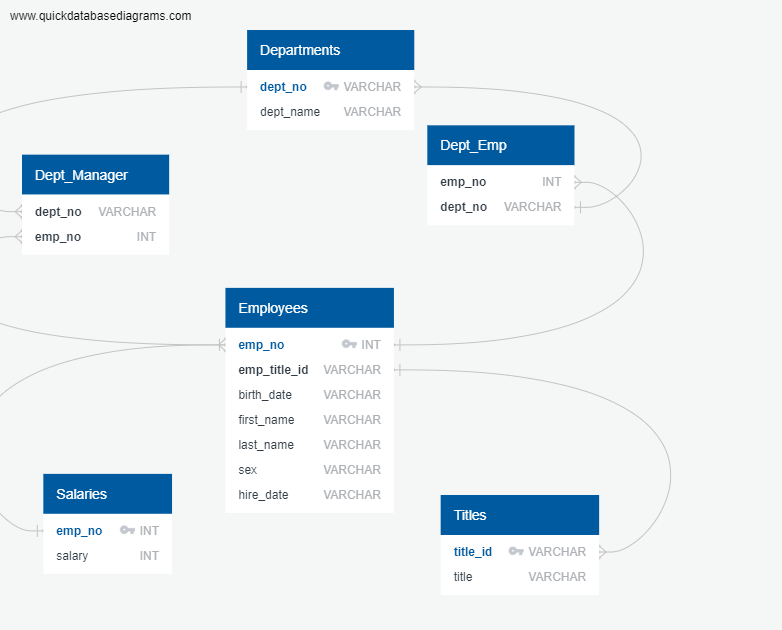 www.quickdatabasediagrams.com
Departments
dept_no VARCHAR
dept_name VARCHAR
Dept_Emp
emp_no INT
dept_no VARCHAR
Dept_Manager
dept_no VARCHAR
emp_no INT
Employees
emp_no INT
emp_title_id VARCHAR
birth_date VARCHAR
first_name VARCHAR
last_name VARCHAR
sex VARCHAR
hire_date VARCHAR
Salaries
emp_no INT
salary INT
Titles
title_id VARCHAR
title VARCHAR